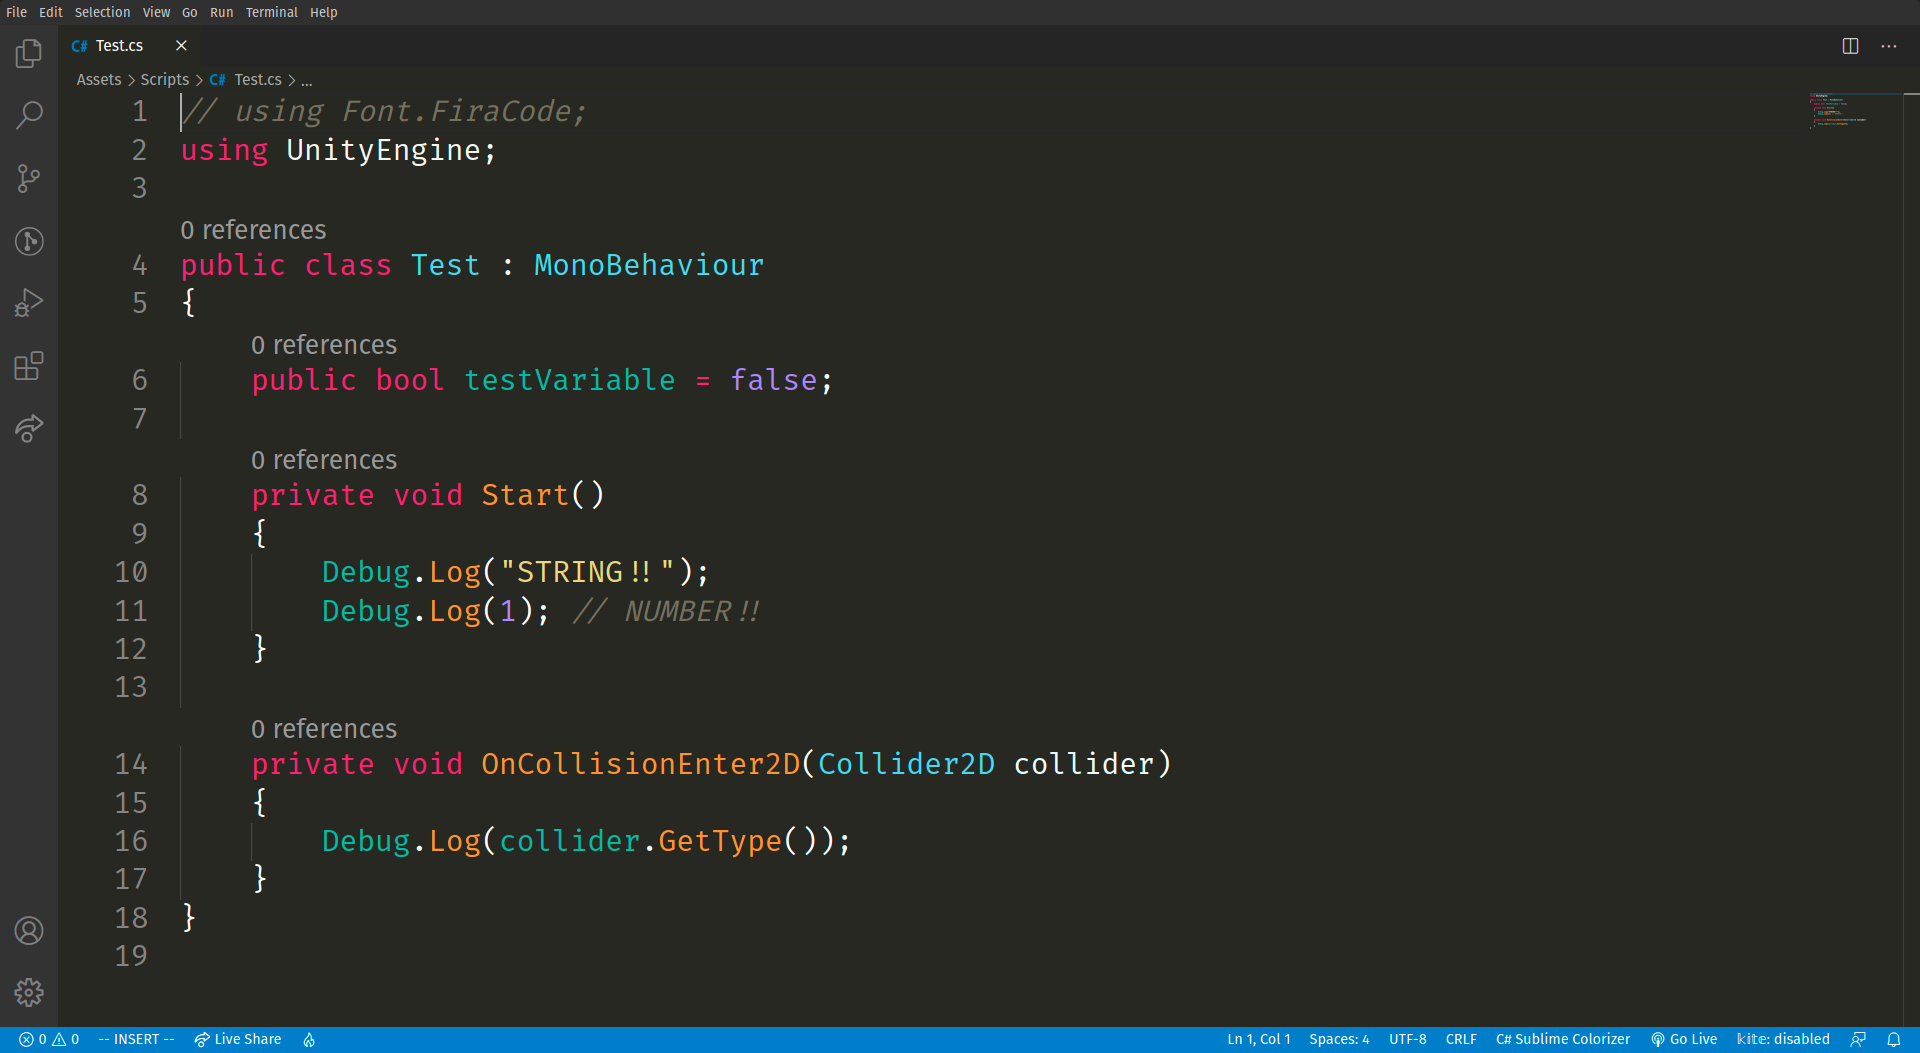 File Edit Selection View Go Run Terminal Help
C# Test.cs
Assets > Scripts > C# Test.cs > ...
1 // using Font.FiraCode;
2 using UnityEngine;
3
0 references
4 public class Test : MonoBehaviour
5 {
0 references
6 public bool testVariable = false;
7
0 references
8 private void Start()
9 {
10 Debug.Log("STRING!!");
11 Debug.Log(1); // NUMBER!!
12 }
13
0 references
14 private void OnCollisionEnter2D(Collider2D collider)
15 {
16 Debug.Log(collider.GetType());
17 }
18 }
19
0 0 -- INSERT -- Live Share Ln 1, Col 1 Spaces: 4 UTF-8 CRLF C# Sublime Colorizer Go Live kite: disabled